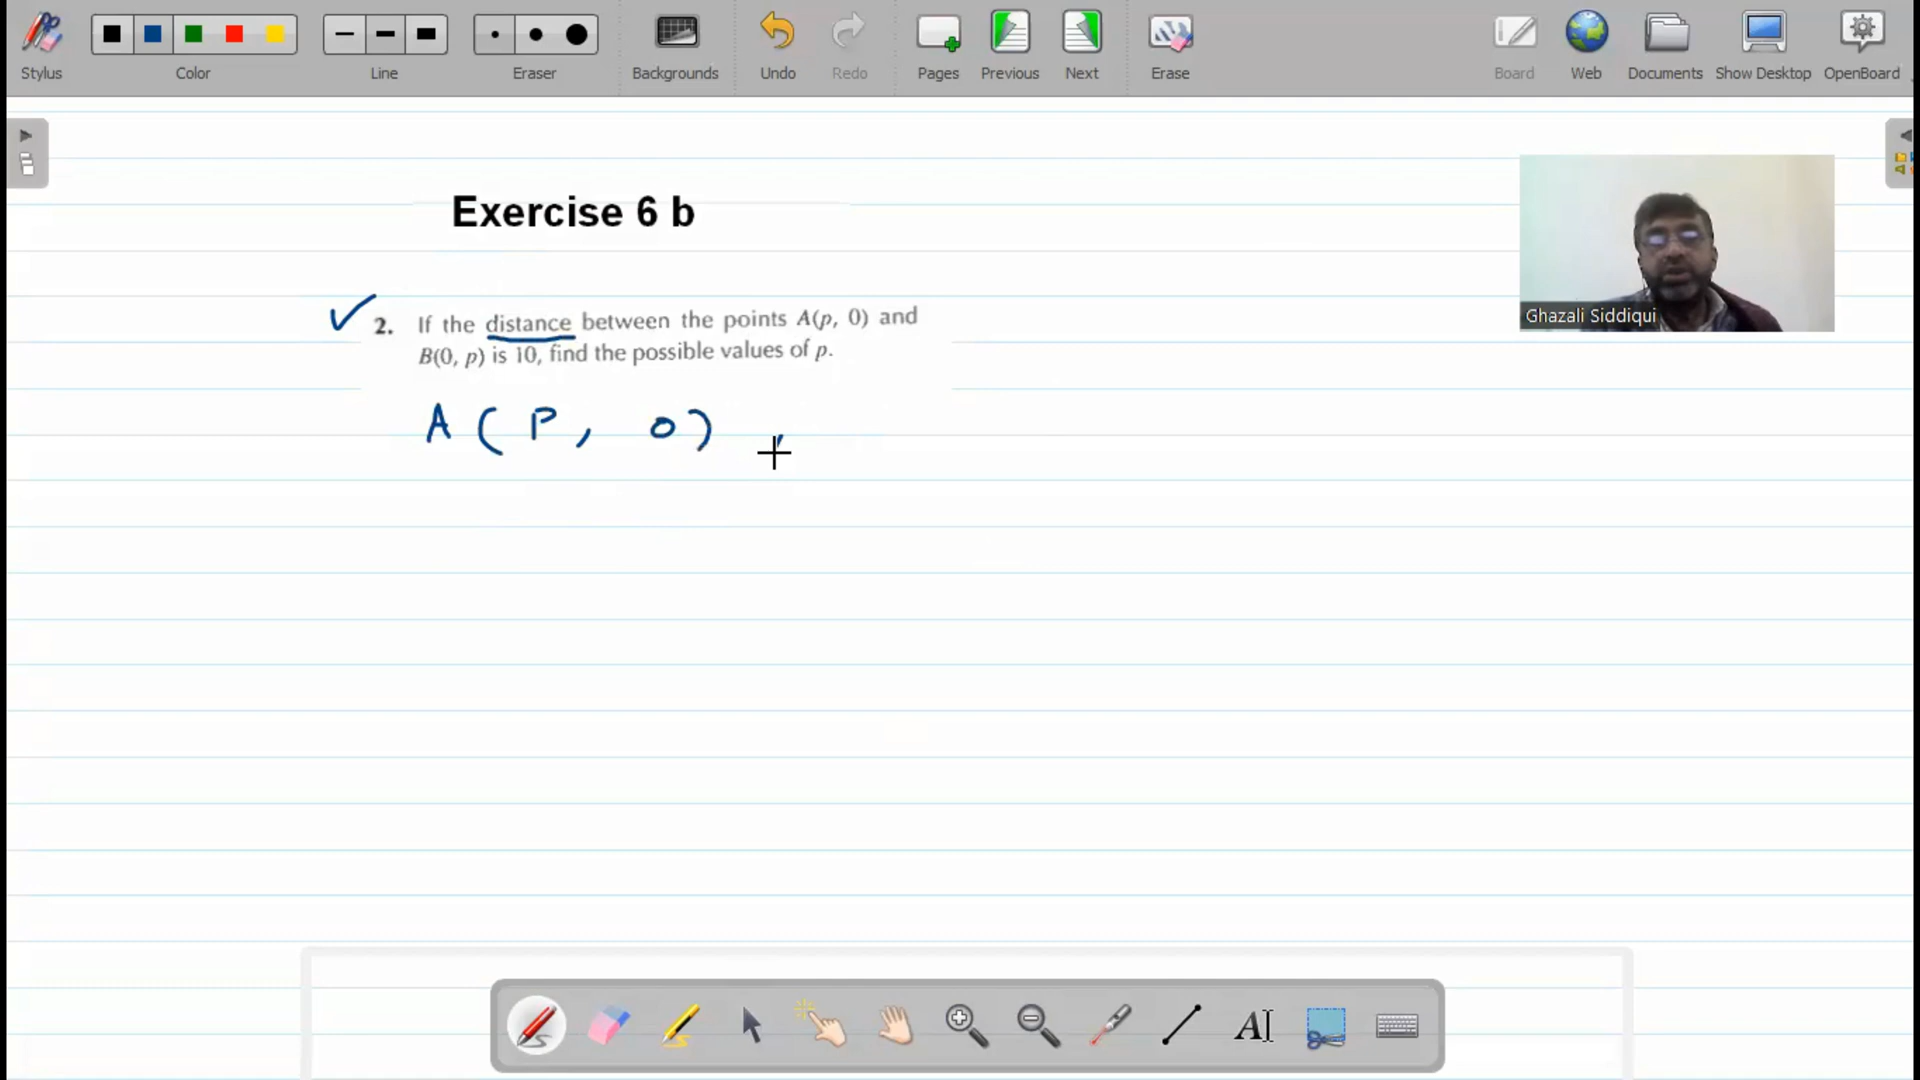 Stylus
Color
Line
Eraser
Backgrounds
Undo
Redo
Pages
Previous
Next
Erase
Board
Web
Documents
Show Desktop
OpenBoard
Exercise 6 b
Ghazali Siddiqui
2. If the distance between the points A(p, 0) and
B(0, p) is 10, find the possible values of p.
A ( P , 0 ) ,
A